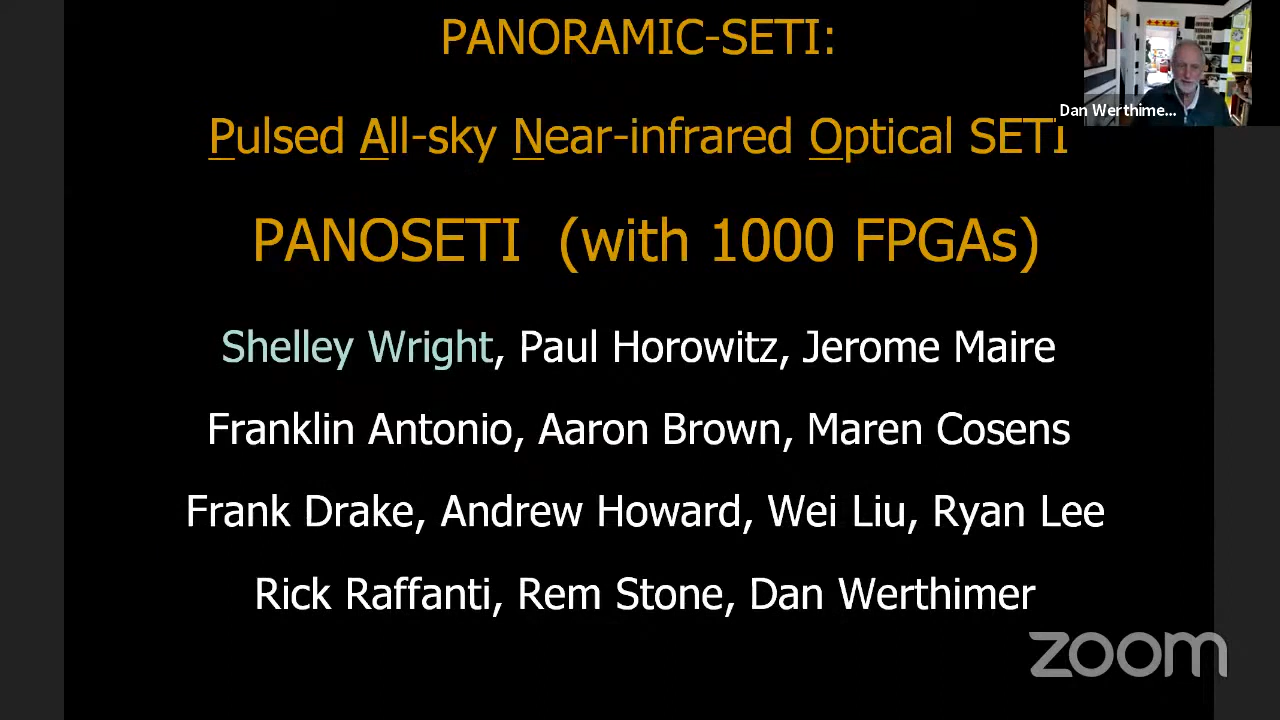 PANORAMIC-SETI:
Dan Werthime...
Pulsed All-sky Near-infrared Optical SETI
PANOSETI (with 1000 FPGAs)
Shelley Wright, Paul Horowitz, Jerome Maire
Franklin Antonio, Aaron Brown, Maren Cosens
Frank Drake, Andrew Howard, Wei Liu, Ryan Lee
Rick Raffanti, Rem Stone, Dan Werthimer
zoom